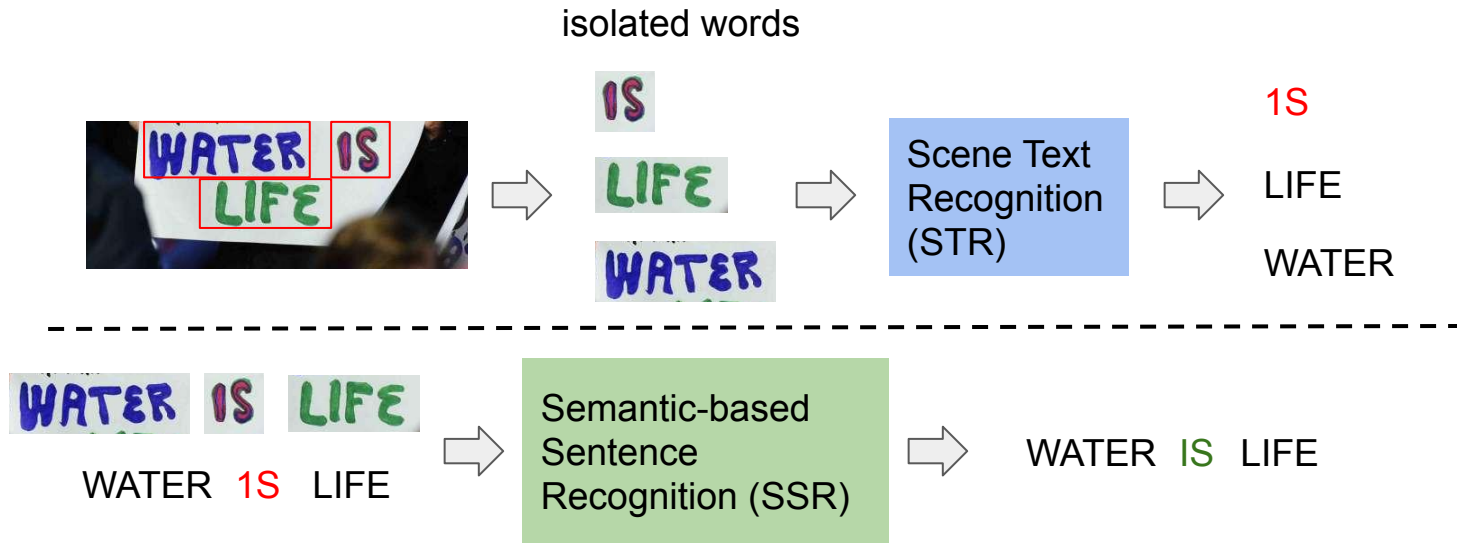 isolated words
WATER IS
LIFE
IS
LIFE
WATER
Scene Text
Recognition
(STR)
1S
LIFE
WATER
WATER IS LIFE
WATER 1S LIFE
Semantic-based
Sentence
Recognition (SSR)
WATER IS LIFE